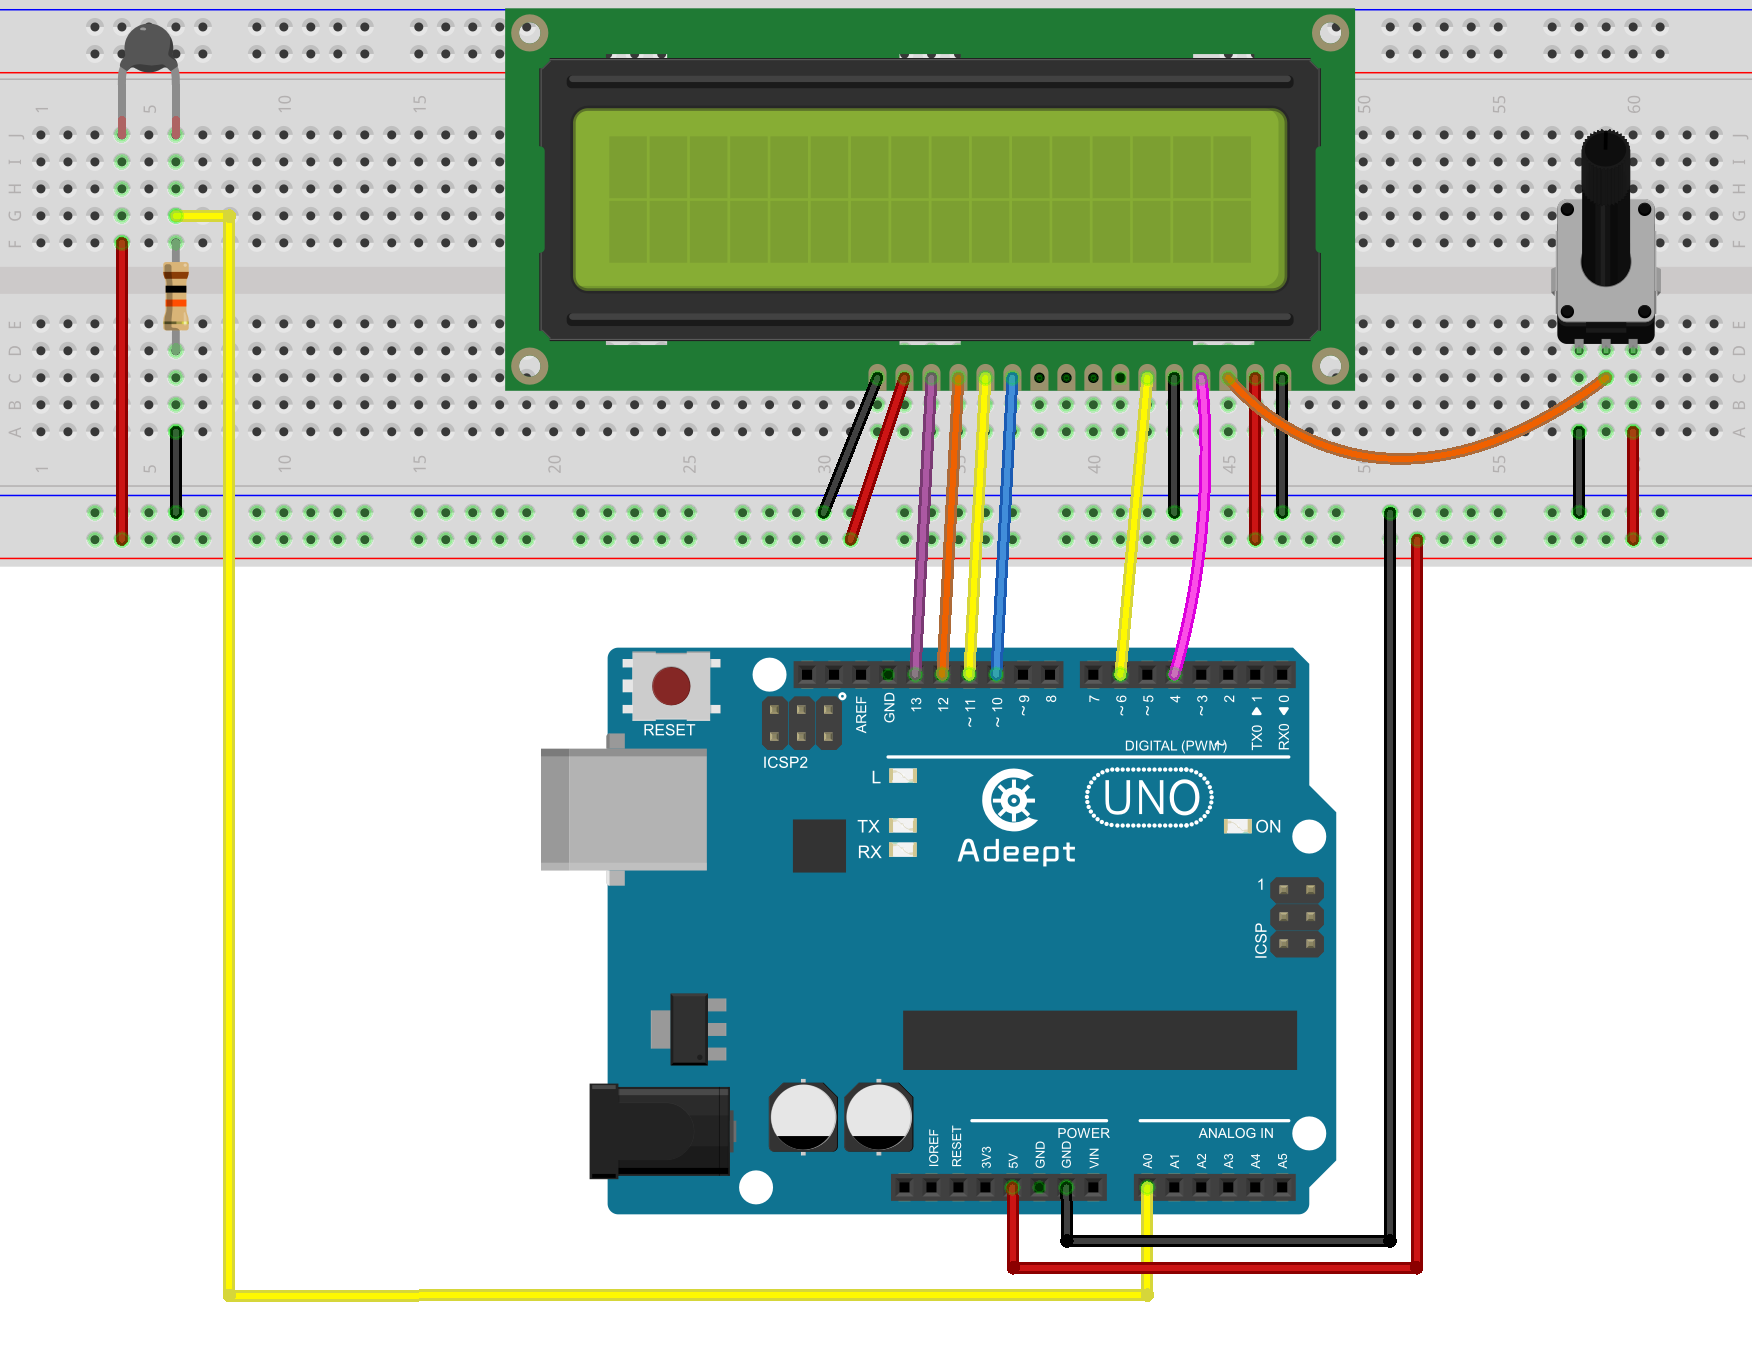 1 5 10 15 50 55 60
J J
I I
H H
G G
F F
E E
D D
C C
B B
A A
1 5 10 15 20 25 30 35 40 45 50 55
RESET
ICSP2
AREF GND 13 12 ~11 ~10 ~9 8 7 ~6 ~5 4 ~3 2 TX0▶1 RX0◀0
DIGITAL (PWM~)
L
TX
RX
UNO
Adeept
ON
1
ICSP
POWER ANALOG IN
IOREF RESET 3V3 5V GND GND VIN A0 A1 A2 A3 A4 A5